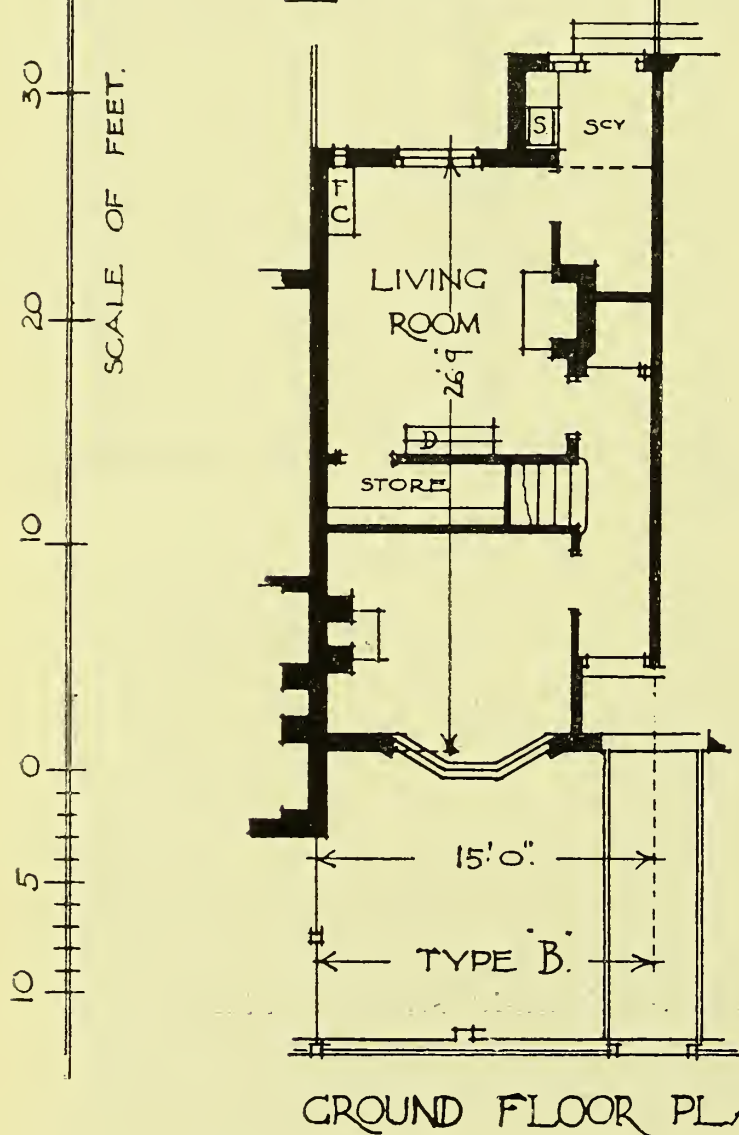 30
SCALE OF FEET.
20
10
0
5
10
S.
SCY
F
C
LIVING
ROOM
26'.9"
D
STORE
15'.0".
TYPE "B".
GROUND FLOOR PLA